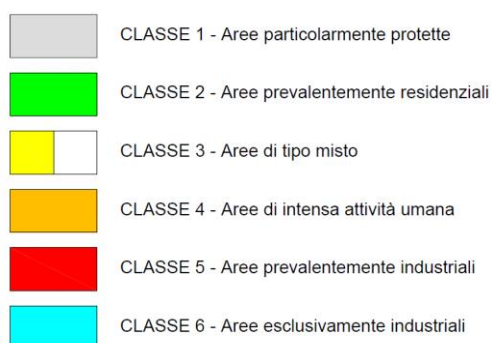 CLASSE 1 - Aree particolarmente protette
CLASSE 2 - Aree prevalentemente residenziali
CLASSE 3 - Aree di tipo misto
CLASSE 4 - Aree di intensa attività umana
CLASSE 5 - Aree prevalentemente industriali
CLASSE 6 - Aree esclusivamente industriali